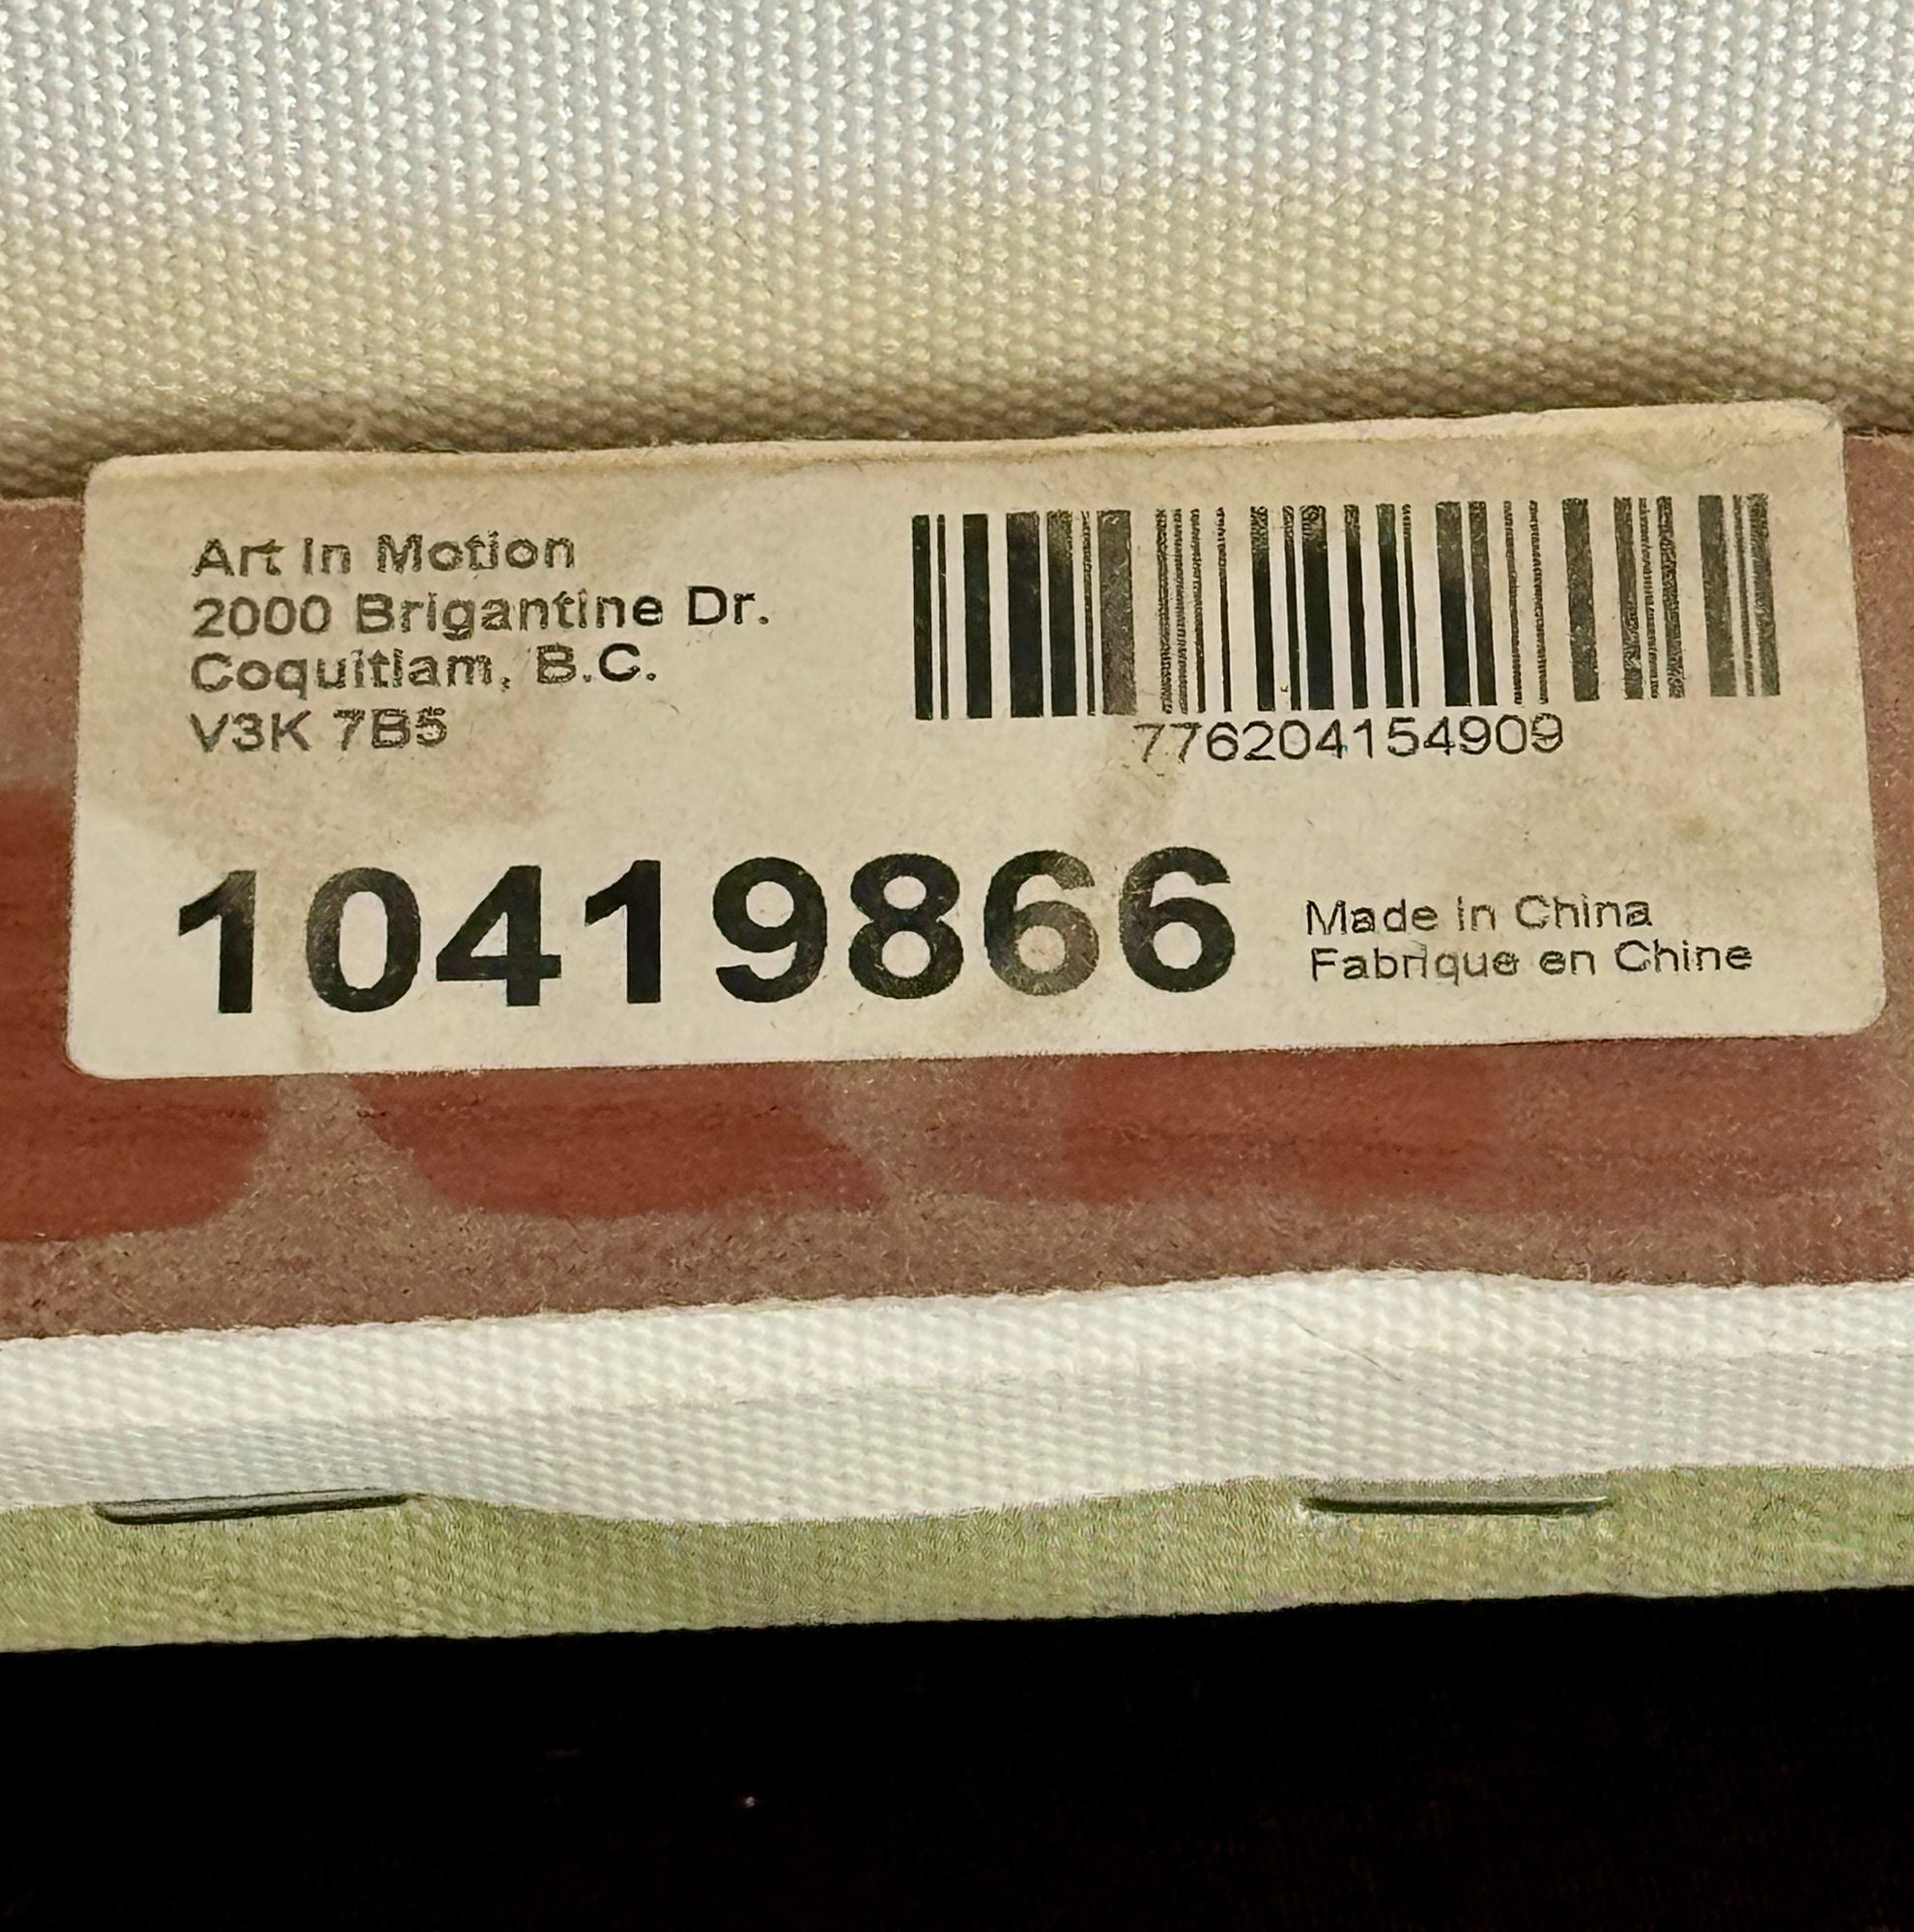 Art In Motion
2000 Brigantine Dr.
Coquitlam, B.C.
V3K 7B5
776204154909
10419866
Made in China
Fabrique en Chine